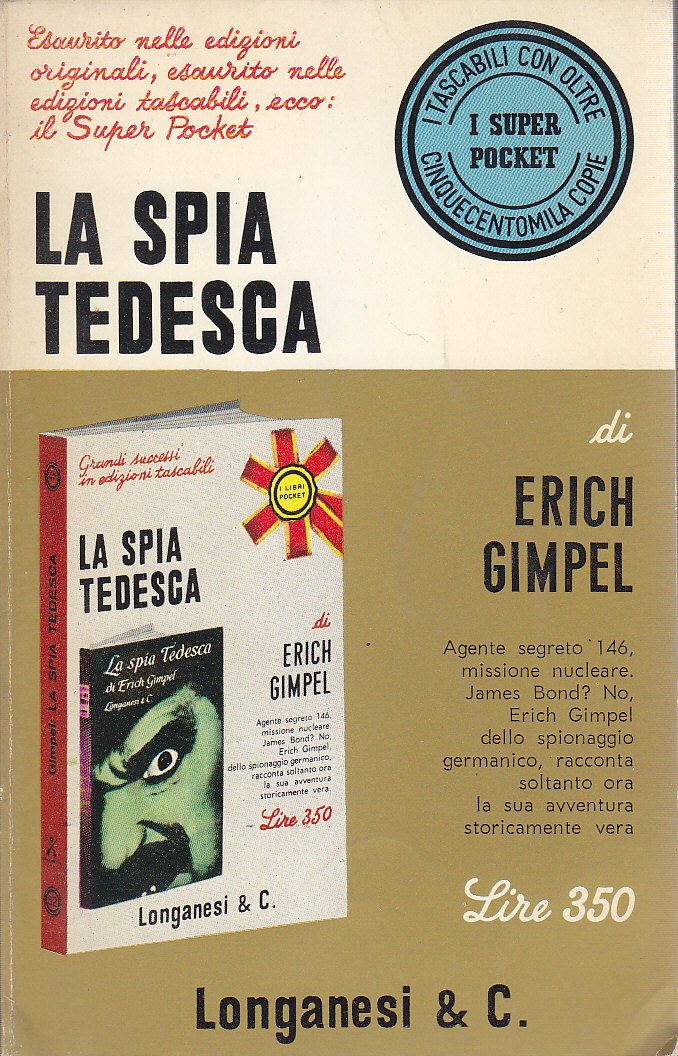 Esaurito nelle edizioni
originali, esaurito nelle
edizioni tascabili, ecco:
il Super Pocket
I TASCABILI CON OLTRE
I SUPER
POCKET
CINQUECENTOMILA COPIE
LA SPIA
TEDESCA
di
ERICH
GIMPEL
Agente segreto 146,
missione nucleare.
James Bond? No,
Erich Gimpel
dello spionaggio
germanico, racconta
soltanto ora
la sua avventura
storicamente vera
Lire 350
Grandi successi
in edizioni tascabili
I LIBRI
POCKET
LA SPIA
TEDESCA
di
ERICH
GIMPEL
Agente segreto 146,
missione nucleare.
James Bond? No,
Erich Gimpel,
dello spionaggio germanico,
racconta soltanto ora
la sua avventura
storicamente vera.
Lire 350
Longanesi & C.
Gimpel: LA SPIA TEDESCA
La spia Tedesca
di Erich Gimpel
Longanesi & C.
Longanesi & C.